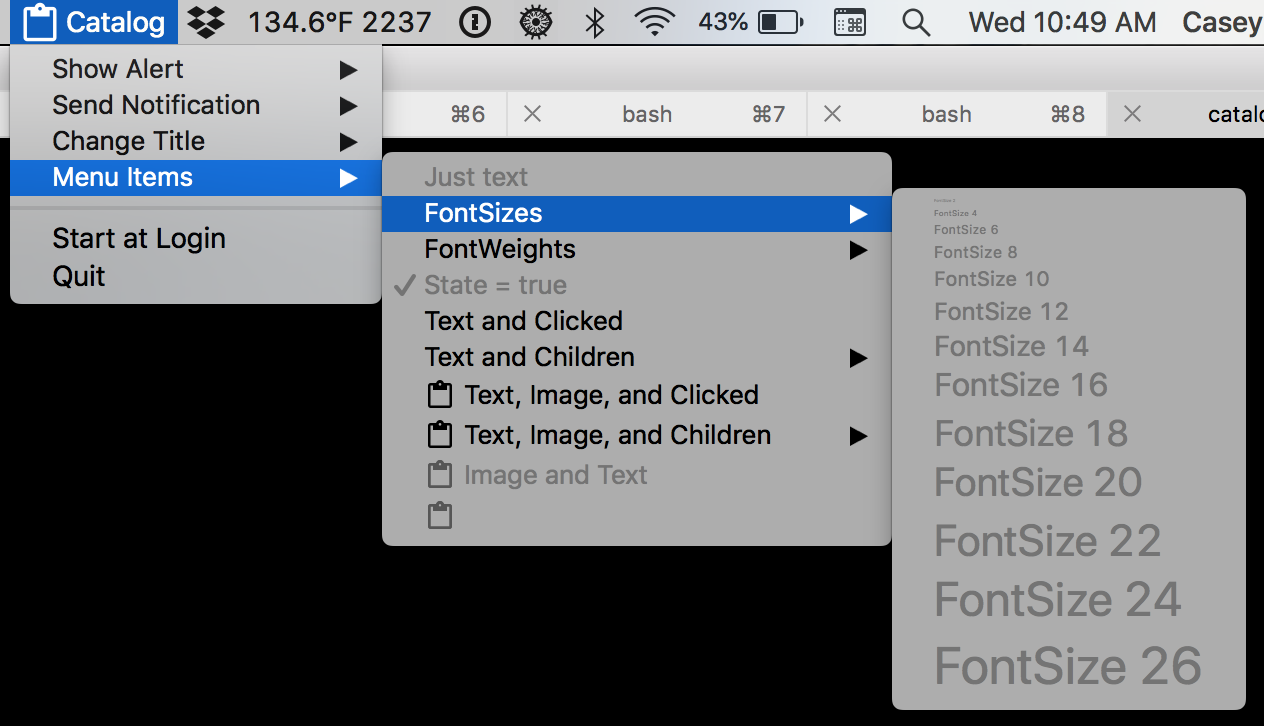 Catalog 134.6°F 2237 43% Wed 10:49 AM Casey
Show Alert
Send Notification
Change Title
Menu Items
Start at Login
Quit
⌘6 bash ⌘7 bash ⌘8 catalo
Just text
FontSizes
FontWeights
State = true
Text and Clicked
Text and Children
Text, Image, and Clicked
Text, Image, and Children
Image and Text
FontSize 2
FontSize 4
FontSize 6
FontSize 8
FontSize 10
FontSize 12
FontSize 14
FontSize 16
FontSize 18
FontSize 20
FontSize 22
FontSize 24
FontSize 26